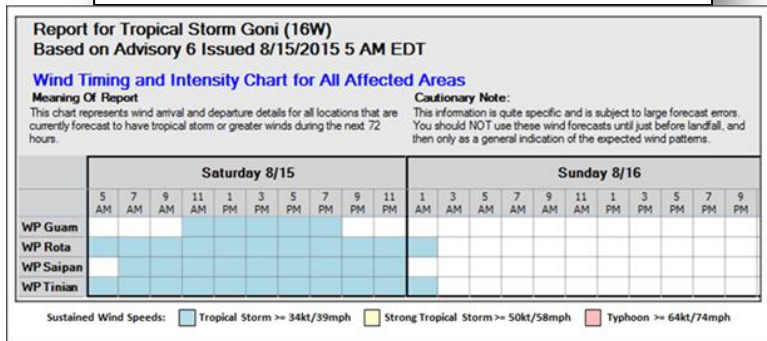 Report for Tropical Storm Goni (16W)
Based on Advisory 6 Issued 8/15/2015 5 AM EDT
Wind Timing and Intensity Chart for All Affected Areas
Meaning Of Report
This chart represents wind arrival and departure details for all locations that are
currently forecast to have tropical storm or greater winds during the next 72
hours.
Cautionary Note:
This information is quite specific and is subject to large forecast errors.
You should NOT use these wind forecasts until just before landfall, and
then only as a general indication of the expected wind patterns.
Saturday 8/15 Sunday 8/16
5 7 9 11 1 3 5 7 9 11 1 3 5 7 9 11 1 3 5 7 9
AM AM AM AM PM PM PM PM PM PM AM AM AM AM AM AM PM PM PM PM PM
WP Guam
WP Rota
WP Saipan
WP Tinian
Sustained Wind Speeds: Tropical Storm >= 34kt/39mph Strong Tropical Storm >= 50kt/58mph Typhoon >= 64kt/74mph